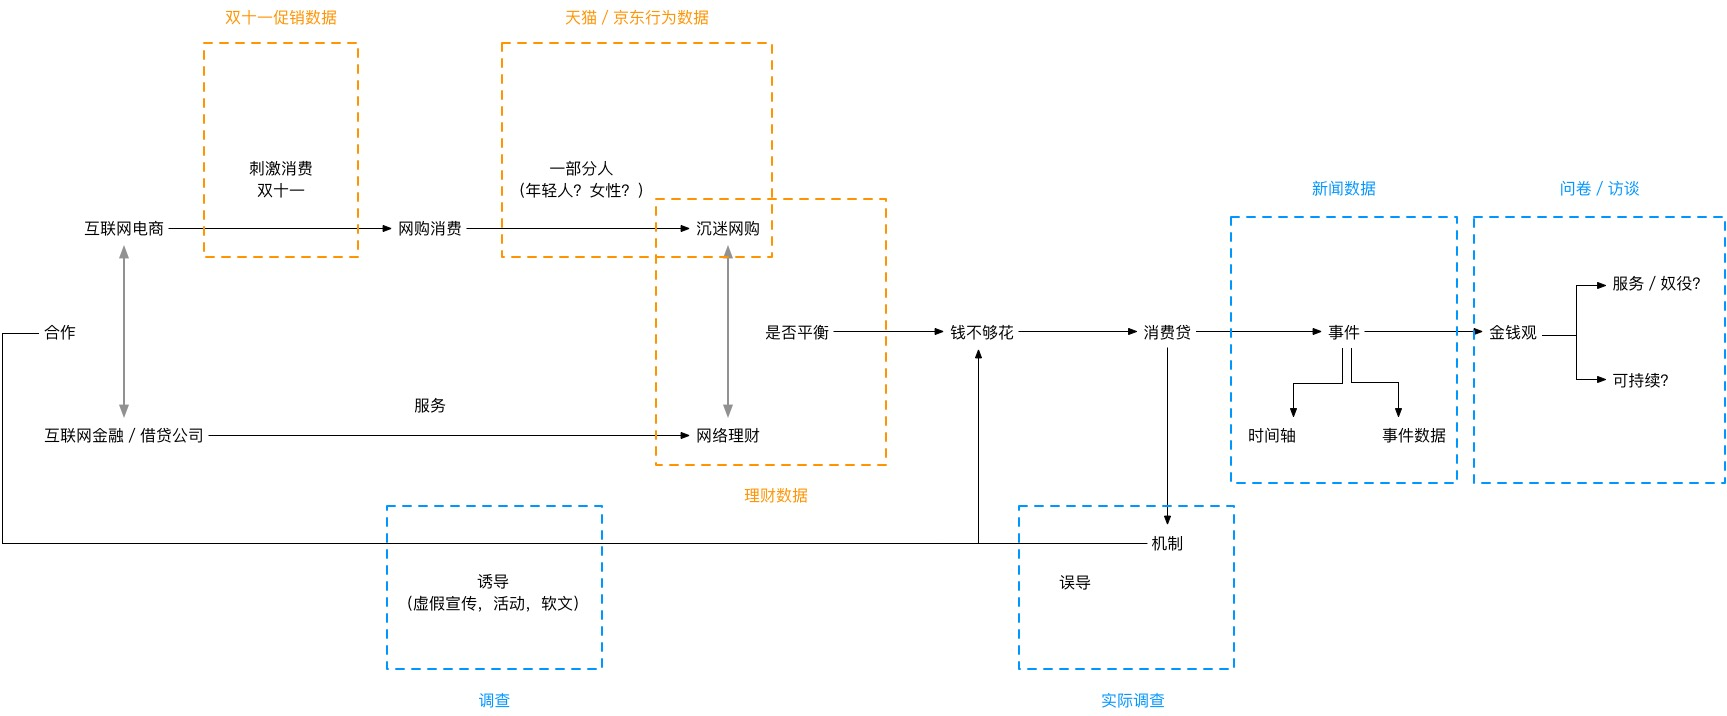 双十一促销数据
天猫 / 京东行为数据
刺激消费
双十一
一部分人
（年轻人？女性？）
新闻数据
问卷 / 访谈
互联网电商
网购消费
沉迷网购
服务 / 奴役？
合作
是否平衡
钱不够花
消费贷
事件
金钱观
可持续？
服务
互联网金融 / 借贷公司
网络理财
时间轴
事件数据
理财数据
机制
诱导
（虚假宣传，活动，软文）
误导
调查
实际调查